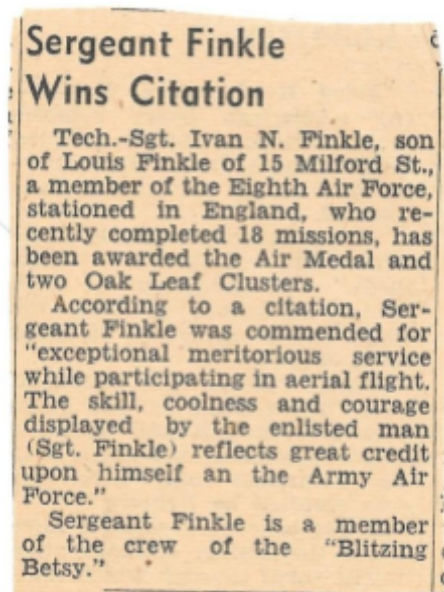 Sergeant Finkle
Wins Citation
Tech.-Sgt. Ivan N. Finkle, son
of Louis Finkle of 15 Milford St.,
a member of the Eighth Air Force,
stationed in England, who re-
cently completed 18 missions, has
been awarded the Air Medal and
two Oak Leaf Clusters.
According to a citation, Ser-
geant Finkle was commended for
"exceptional meritorious service
while participating in aerial flight.
The skill, coolness and courage
displayed by the enlisted man
(Sgt. Finkle) reflects great credit
upon himself an the Army Air
Force."
Sergeant Finkle is a member
of the crew of the "Blitzing
Betsy."